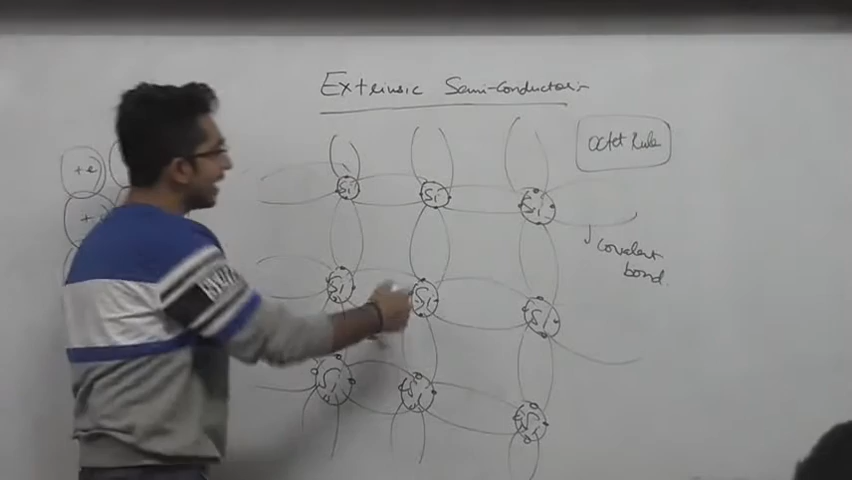 Extrinsic Semi-Conductor:-
Octet Rule
+e
+
Si Si Si
covalent
bond.
Si Si Si
Si Si Si